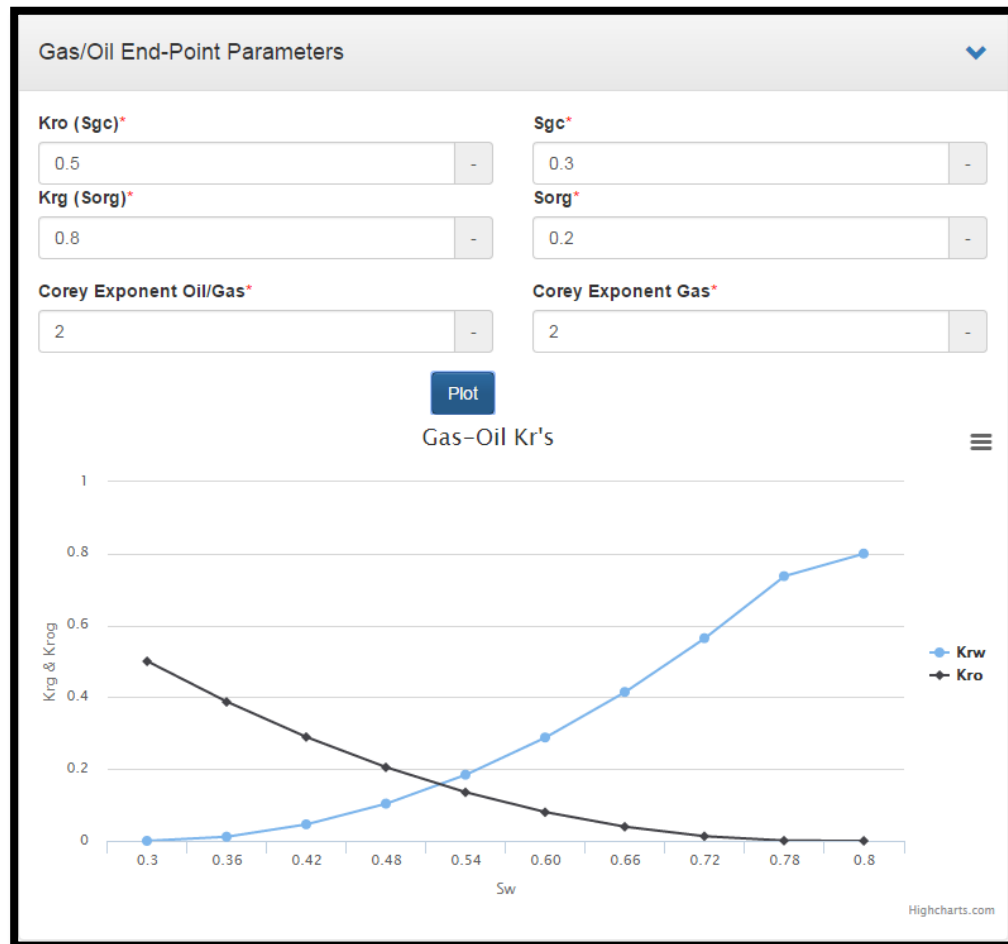 Gas/Oil End-Point Parameters
Kro (Sgc)* Sgc*
0.5 - 0.3 -
Krg (Sorg)* Sorg*
0.8 - 0.2 -
Corey Exponent Oil/Gas* Corey Exponent Gas*
2 - 2 -
Plot
Gas-Oil Kr's
1
0.8
0.6
0.4
0.2
0
Krg & Krog
Krw
Kro
0.3 0.36 0.42 0.48 0.54 0.60 0.66 0.72 0.78 0.8
Sw
Highcharts.com